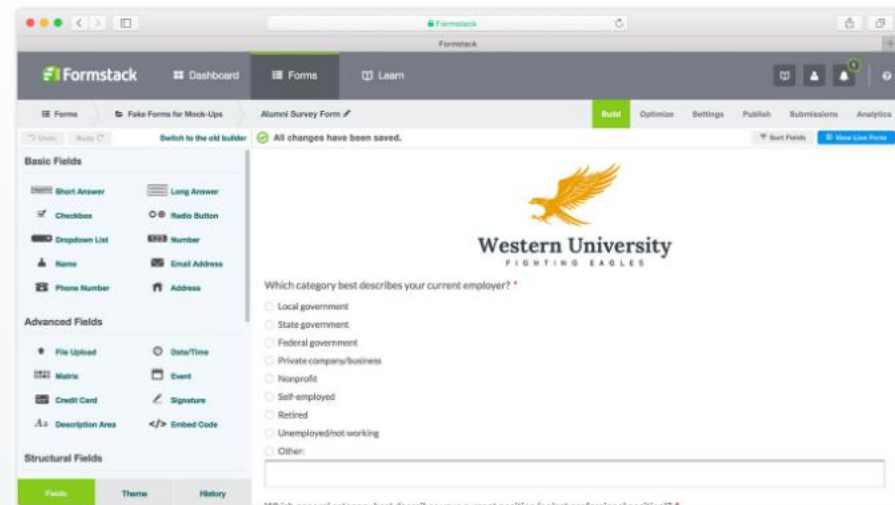 Formstack
Formstack
Formstack Dashboard Forms Learn
Forms Fake Forms for Mock-Ups Alumni Survey Form Build Optimize Settings Publish Submissions Analytics
Undo Redo Switch to the old builder All changes have been saved. Sort Fields View Live Form
Basic Fields
Short Answer Long Answer
Checkbox Radio Button
Dropdown List Number
Name Email Address
Phone Number Address
Advanced Fields
File Upload Date/Time
Matrix Event
Credit Card Signature
Aa Description Area </> Embed Code
Structural Fields
Fields Theme History
Western University
FIGHTING EAGLES
Which category best describes your current employer? *
Local government
State government
Federal government
Private company/business
Nonprofit
Self-employed
Retired
Unemployed/not working
Other: